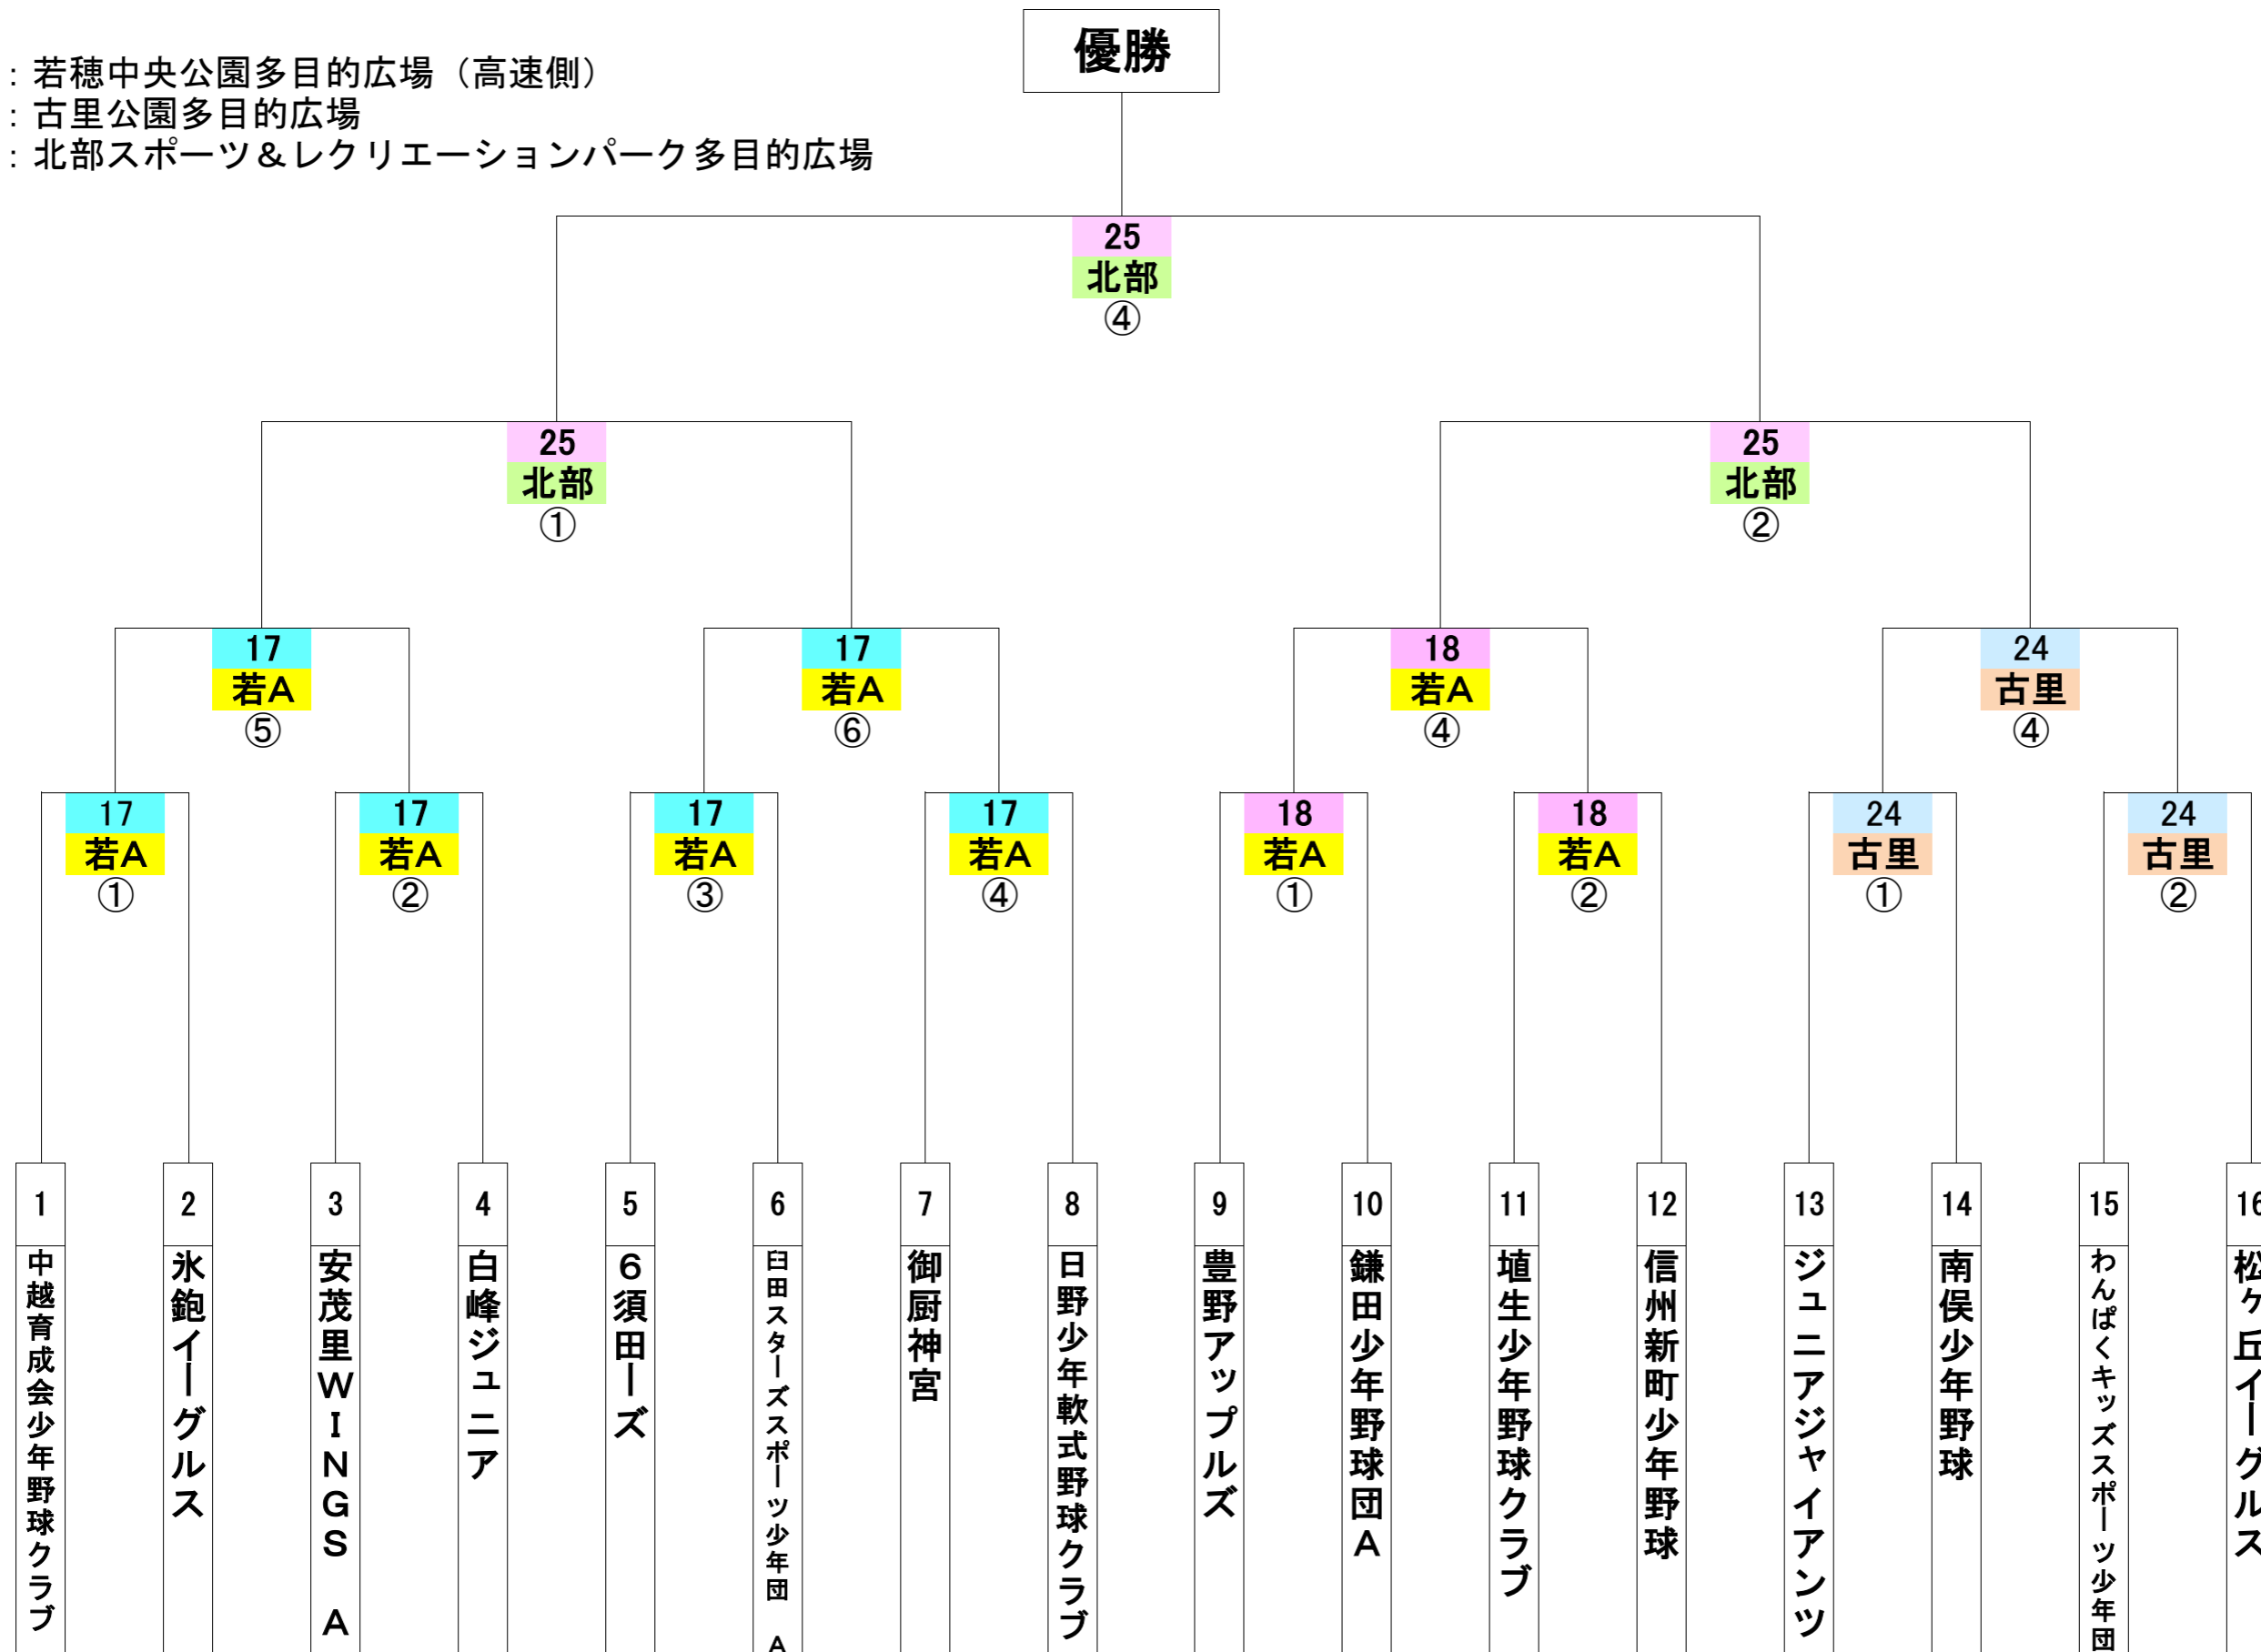 優勝
：若穂中央公園多目的広場（高速側）
：古里公園多目的広場
：北部スポーツ＆レクリエーションパーク多目的広場
25
北部
④
25
北部
①
25
北部
②
17
若A
⑤
17
若A
⑥
18
若A
④
24
古里
④
17
若A
①
17
若A
②
17
若A
③
17
若A
④
18
若A
①
18
若A
②
24
古里
①
24
古里
②
1
中越育成会少年野球クラブ
2
氷鉋イーグルス
3
安茂里WINGS A
4
白峰ジュニア
5
６須田ーズ
6
臼田スターズスポーツ少年団 A
7
御厨神宮
8
日野少年軟式野球クラブ
9
豊野アップルズ
10
鎌田少年野球団A
11
埴生少年野球クラブ
12
信州新町少年野球
13
ジュニアジャイアンツ
14
南俣少年野球
15
わんぱくキッズスポーツ少年団
16
松ヶ丘イーグルス